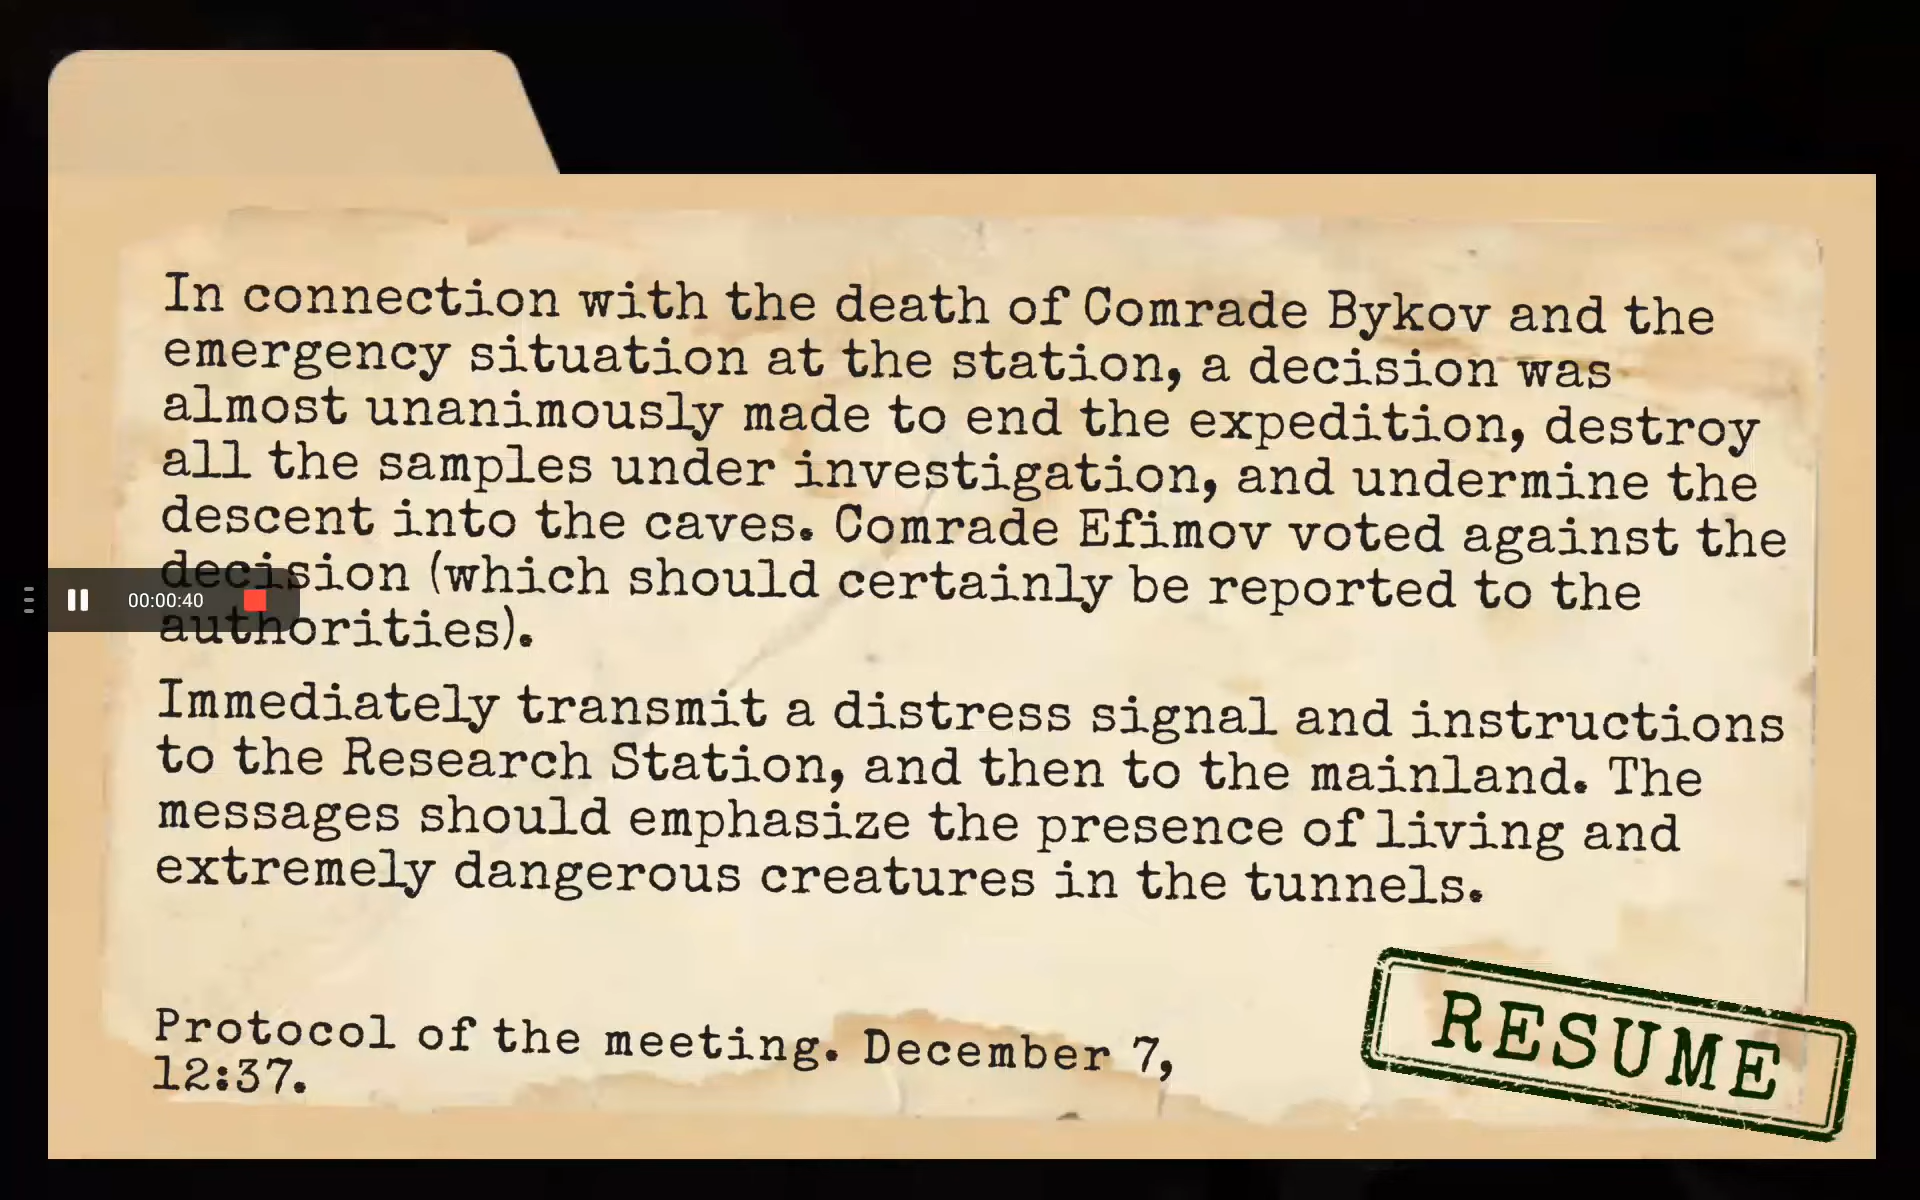 In connection with the death of Comrade Bykov and the
emergency situation at the station, a decision was
almost unanimously made to end the expedition, destroy
all the samples under investigation, and undermine the
descent into the caves. Comrade Efimov voted against the
decision (which should certainly be reported to the
authorities).
00:00:40
Immediately transmit a distress signal and instructions
to the Research Station, and then to the mainland. The
messages should emphasize the presence of living and
extremely dangerous creatures in the tunnels.
Protocol of the meeting. December 7,
12:37.
RESUME